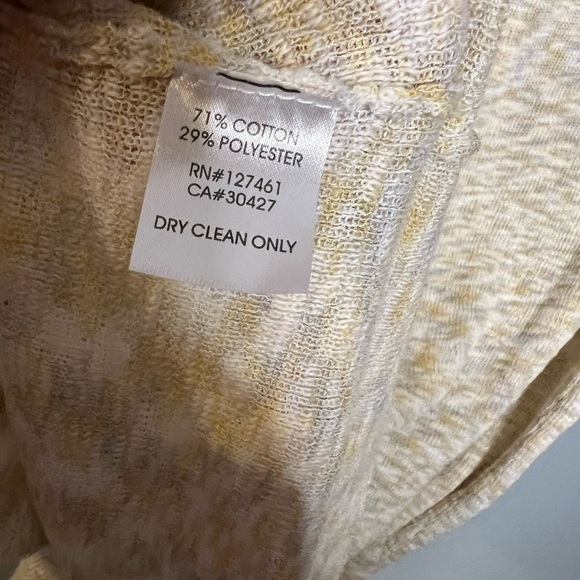 71% COTTON
29% POLYESTER
RN#127461
CA#30427
DRY CLEAN ONLY